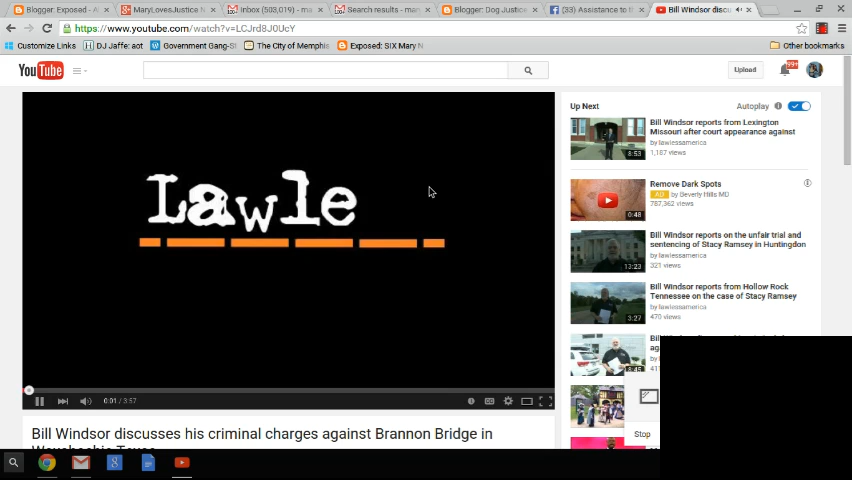 Blogger: Exposed - A
MaryLovesJustice N
Inbox (503,019) - ma
Search results - mar
Blogger: Dog Justice
(33) Assistance to th
Bill Windsor discu
https://www.youtube.com/watch?v=LCJrd8J0UcY
Customize Links
DJ Jaffe: aot
Government Gang-St
The City of Memphis
Exposed: SIX Mary N
Other bookmarks
YouTube
Upload
99+
Lawle
Up Next
Autoplay
Bill Windsor reports from Lexington
Missouri after court appearance against
by lawlessamerica
1,187 views
8:53
Remove Dark Spots
AD by Beverly Hills MD
787,362 views
0:48
Bill Windsor reports on the unfair trial and
sentencing of Stacy Ramsey in Huntingdon
by lawlessamerica
321 views
13:23
Bill Windsor reports from Hollow Rock
Tennessee on the case of Stacy Ramsey
by lawlessamerica
470 views
3:27
8:45
0:01 / 3:57
Stop
Bill Windsor discusses his criminal charges against Brannon Bridge in